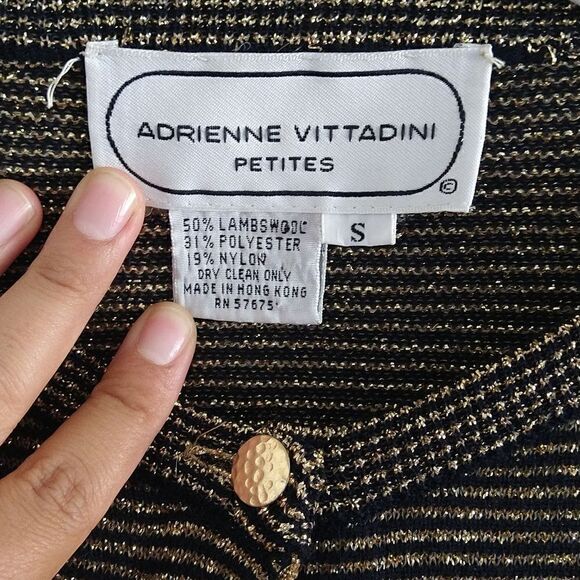 ADRIENNE VITTADINI
PETITES
©
50% LAMBSWOOL
31% POLYESTER
19% NYLON
DRY CLEAN ONLY
MADE IN HONG KONG
RN 57675
S